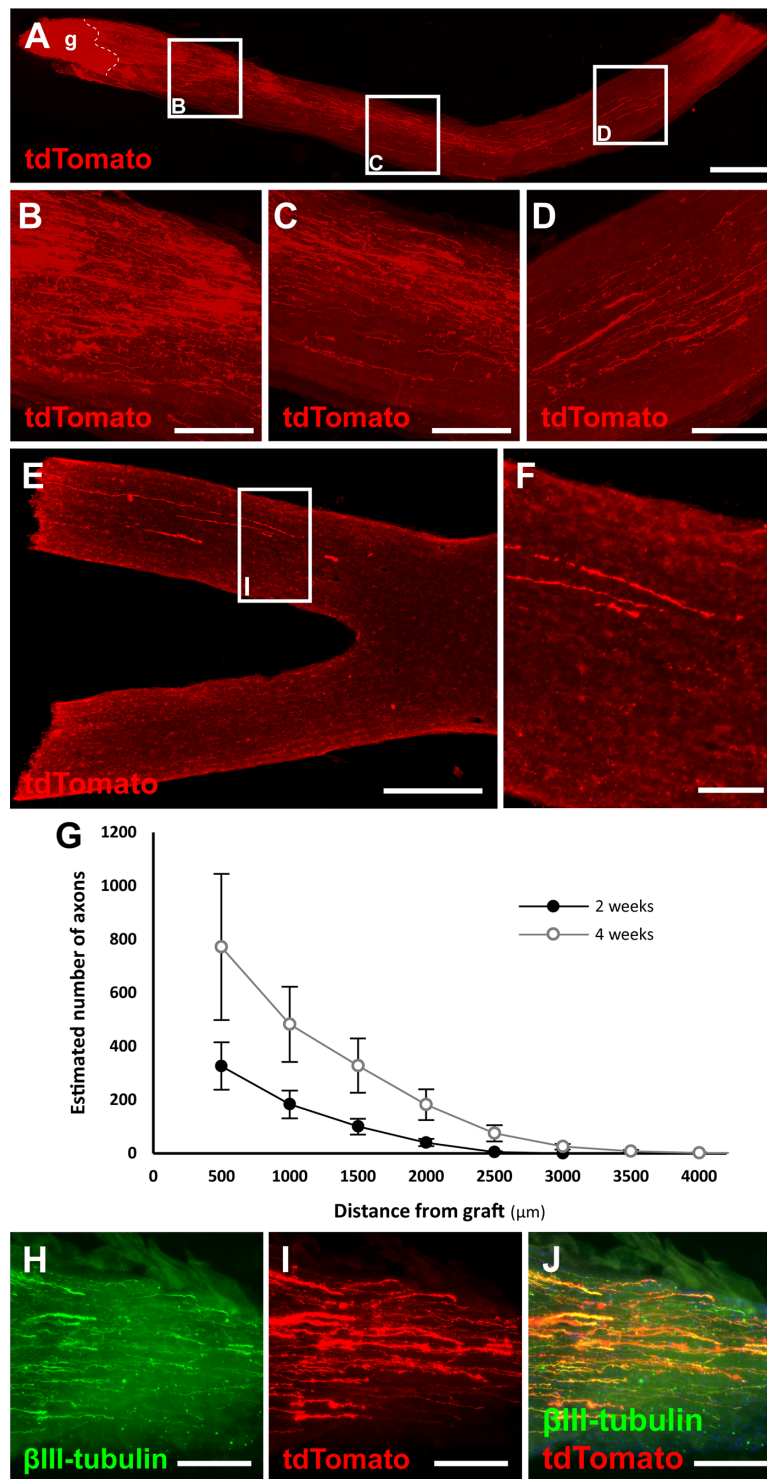 A
g
B
C
D
tdTomato
B
tdTomato
C
tdTomato
D
tdTomato
E
I
tdTomato
F
G
1200
1000
800
600
400
200
0
Estimated number of axons
2 weeks
4 weeks
0 500 1000 1500 2000 2500 3000 3500 4000
Distance from graft (μm)
H
βIII-tubulin
I
tdTomato
J
βIII-tubulin
tdTomato